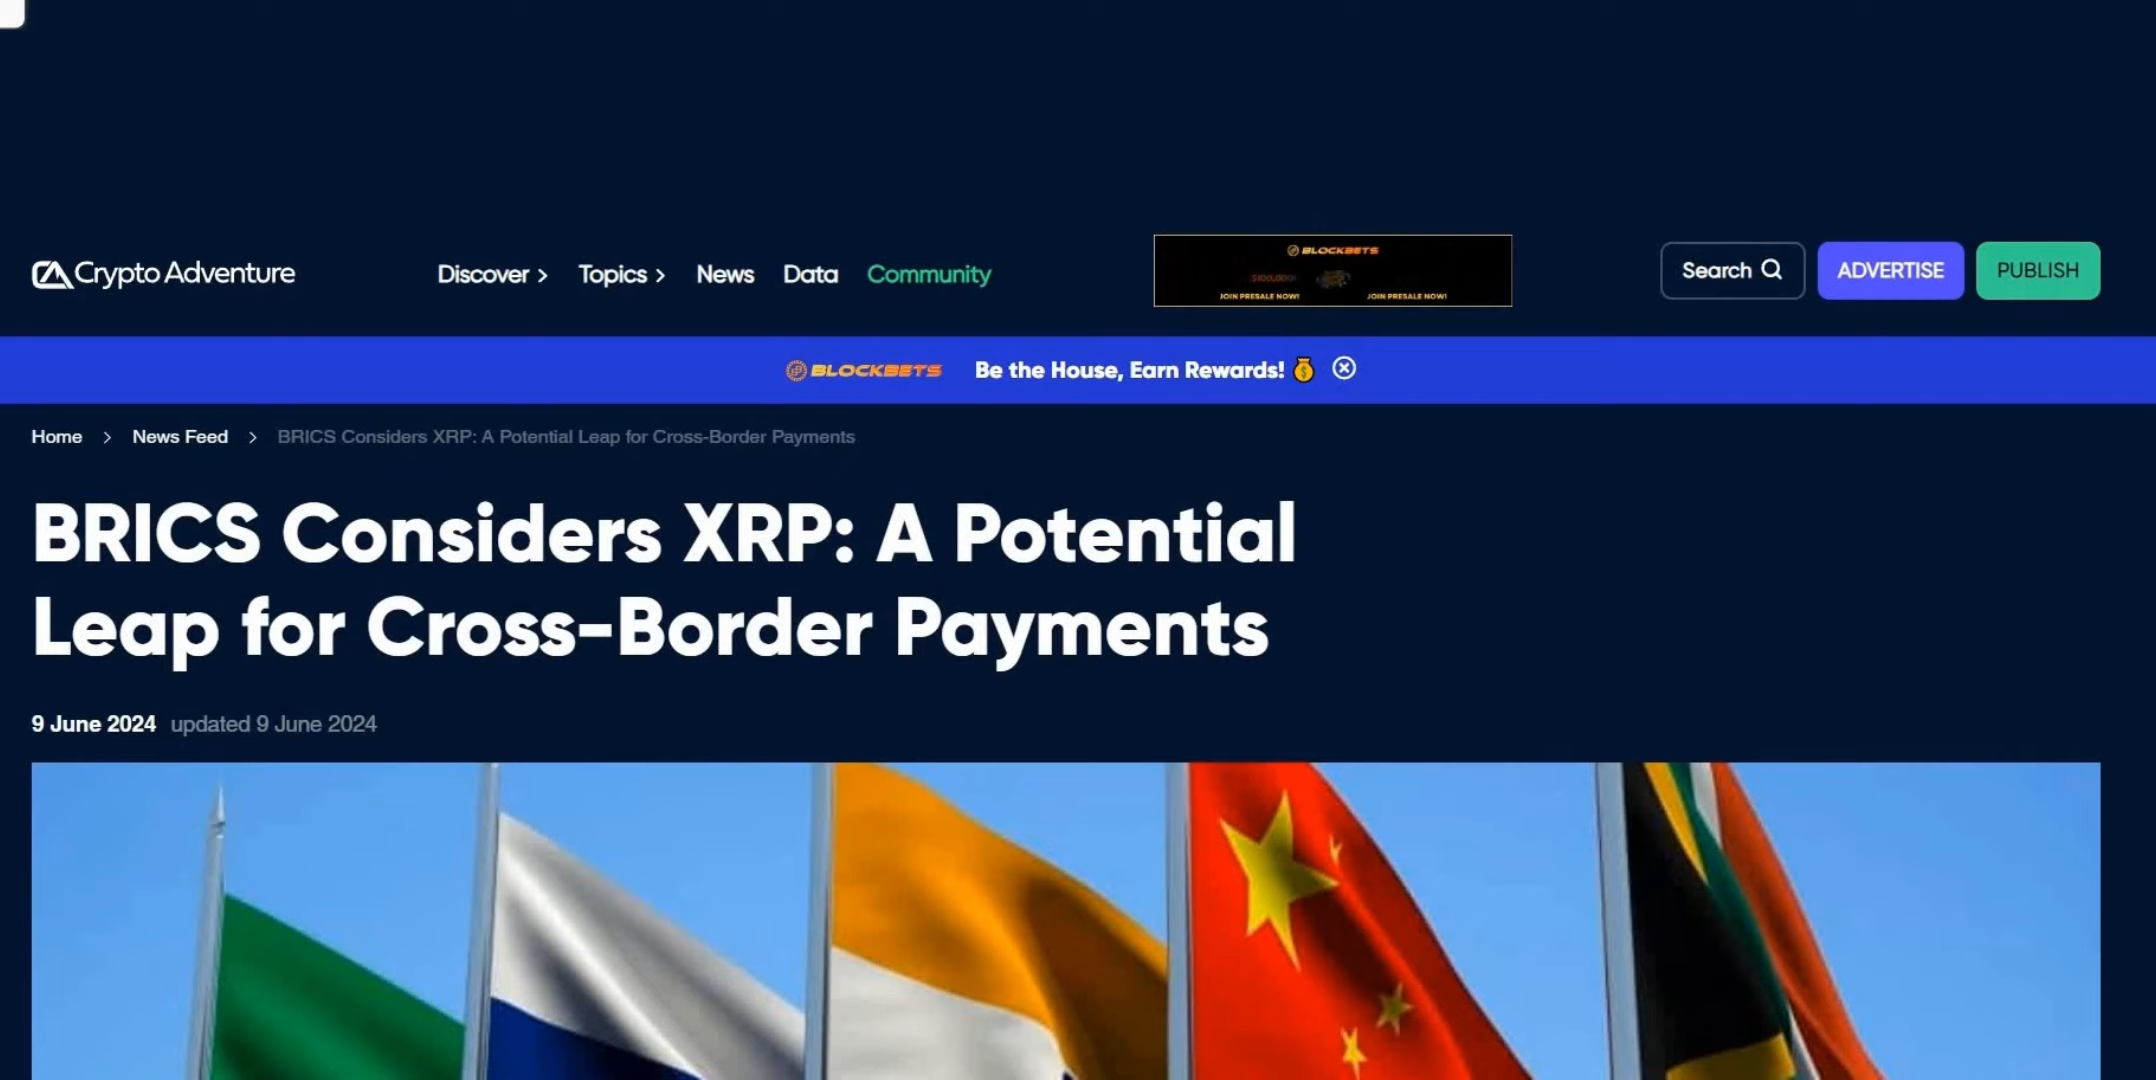 Crypto Adventure
Discover >
Topics >
News
Data
Community
BLOCKBETS
JOIN PRESALE NOW!
JOIN PRESALE NOW!
Search
ADVERTISE
PUBLISH
BLOCKBETS Be the House, Earn Rewards!
Home > News Feed > BRICS Considers XRP: A Potential Leap for Cross-Border Payments
BRICS Considers XRP: A Potential
Leap for Cross-Border Payments
9 June 2024 updated 9 June 2024